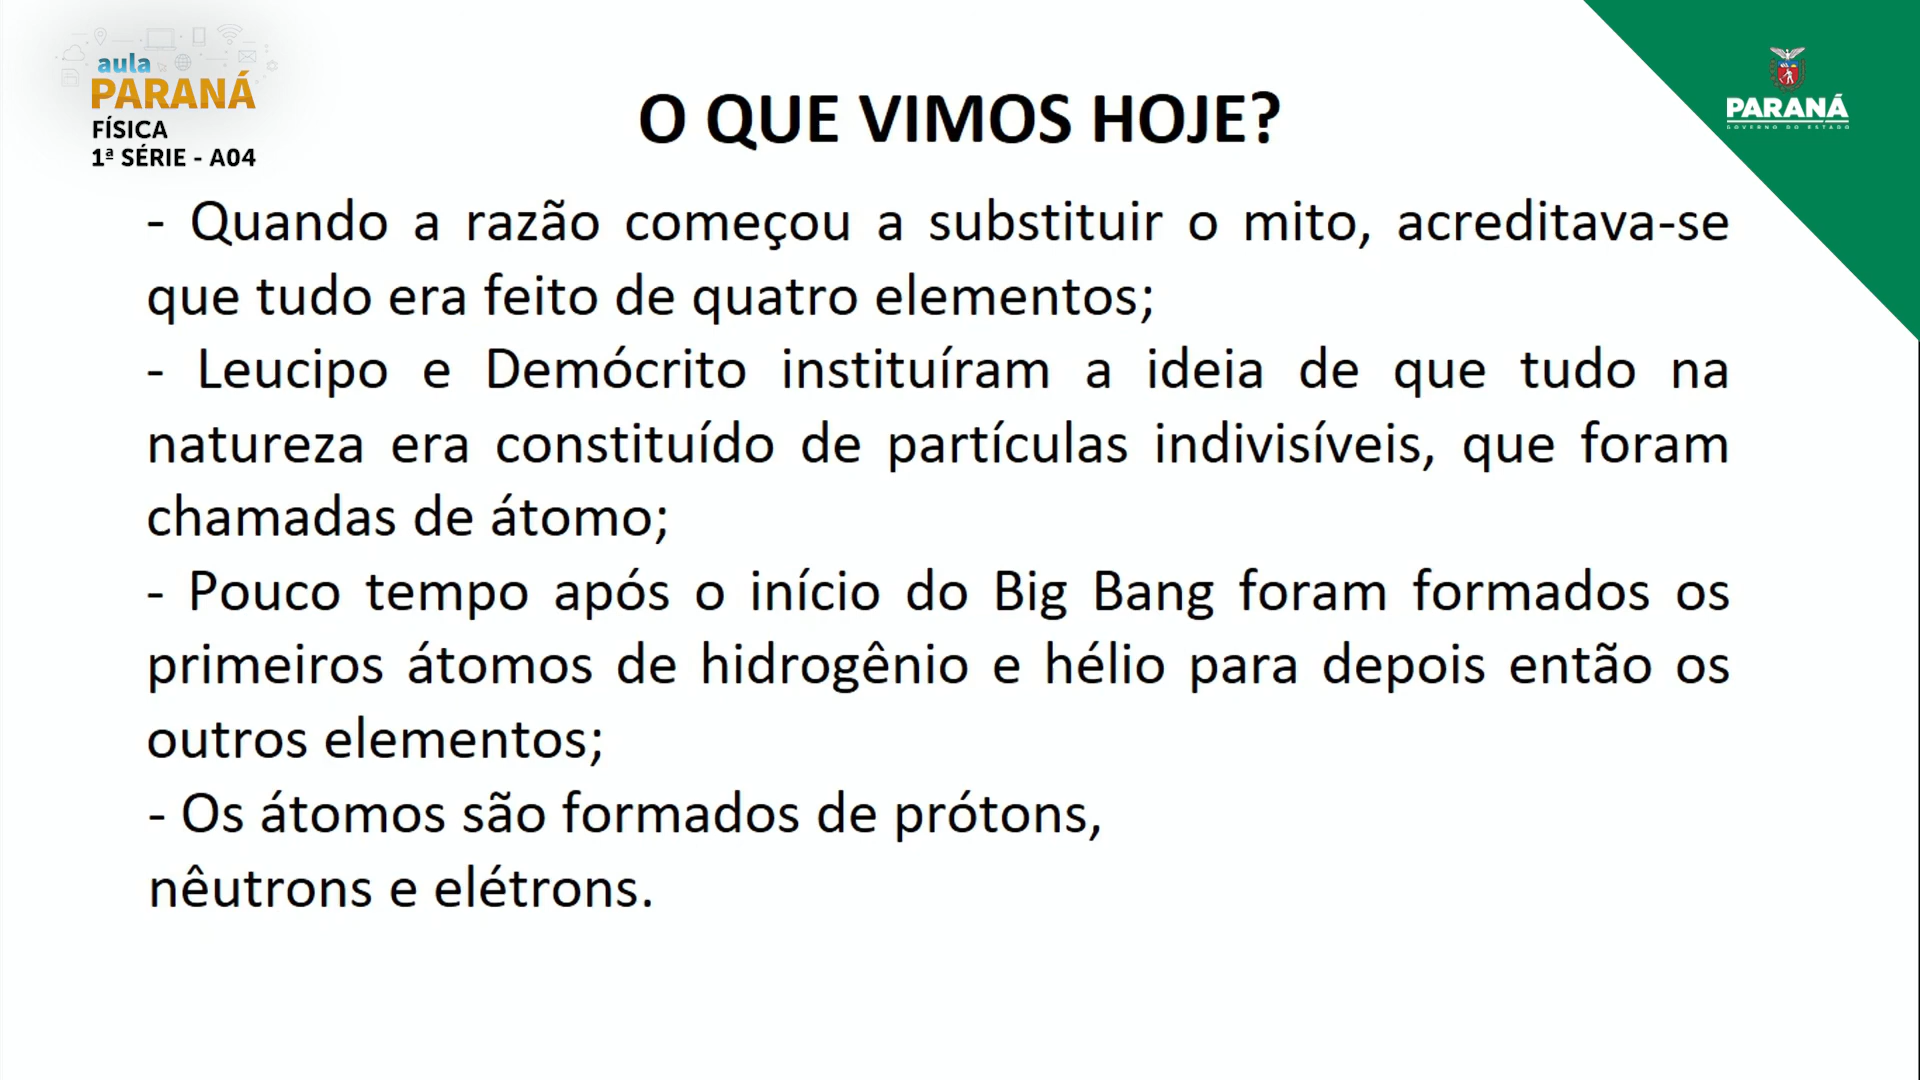 aula
PARANÁ
FÍSICA
1ª SÉRIE - A04
PARANÁ
GOVERNO DO ESTADO
O QUE VIMOS HOJE?
- Quando a razão começou a substituir o mito, acreditava-se
que tudo era feito de quatro elementos;
- Leucipo e Demócrito instituíram a ideia de que tudo na
natureza era constituído de partículas indivisíveis, que foram
chamadas de átomo;
- Pouco tempo após o início do Big Bang foram formados os
primeiros átomos de hidrogênio e hélio para depois então os
outros elementos;
- Os átomos são formados de prótons,
nêutrons e elétrons.